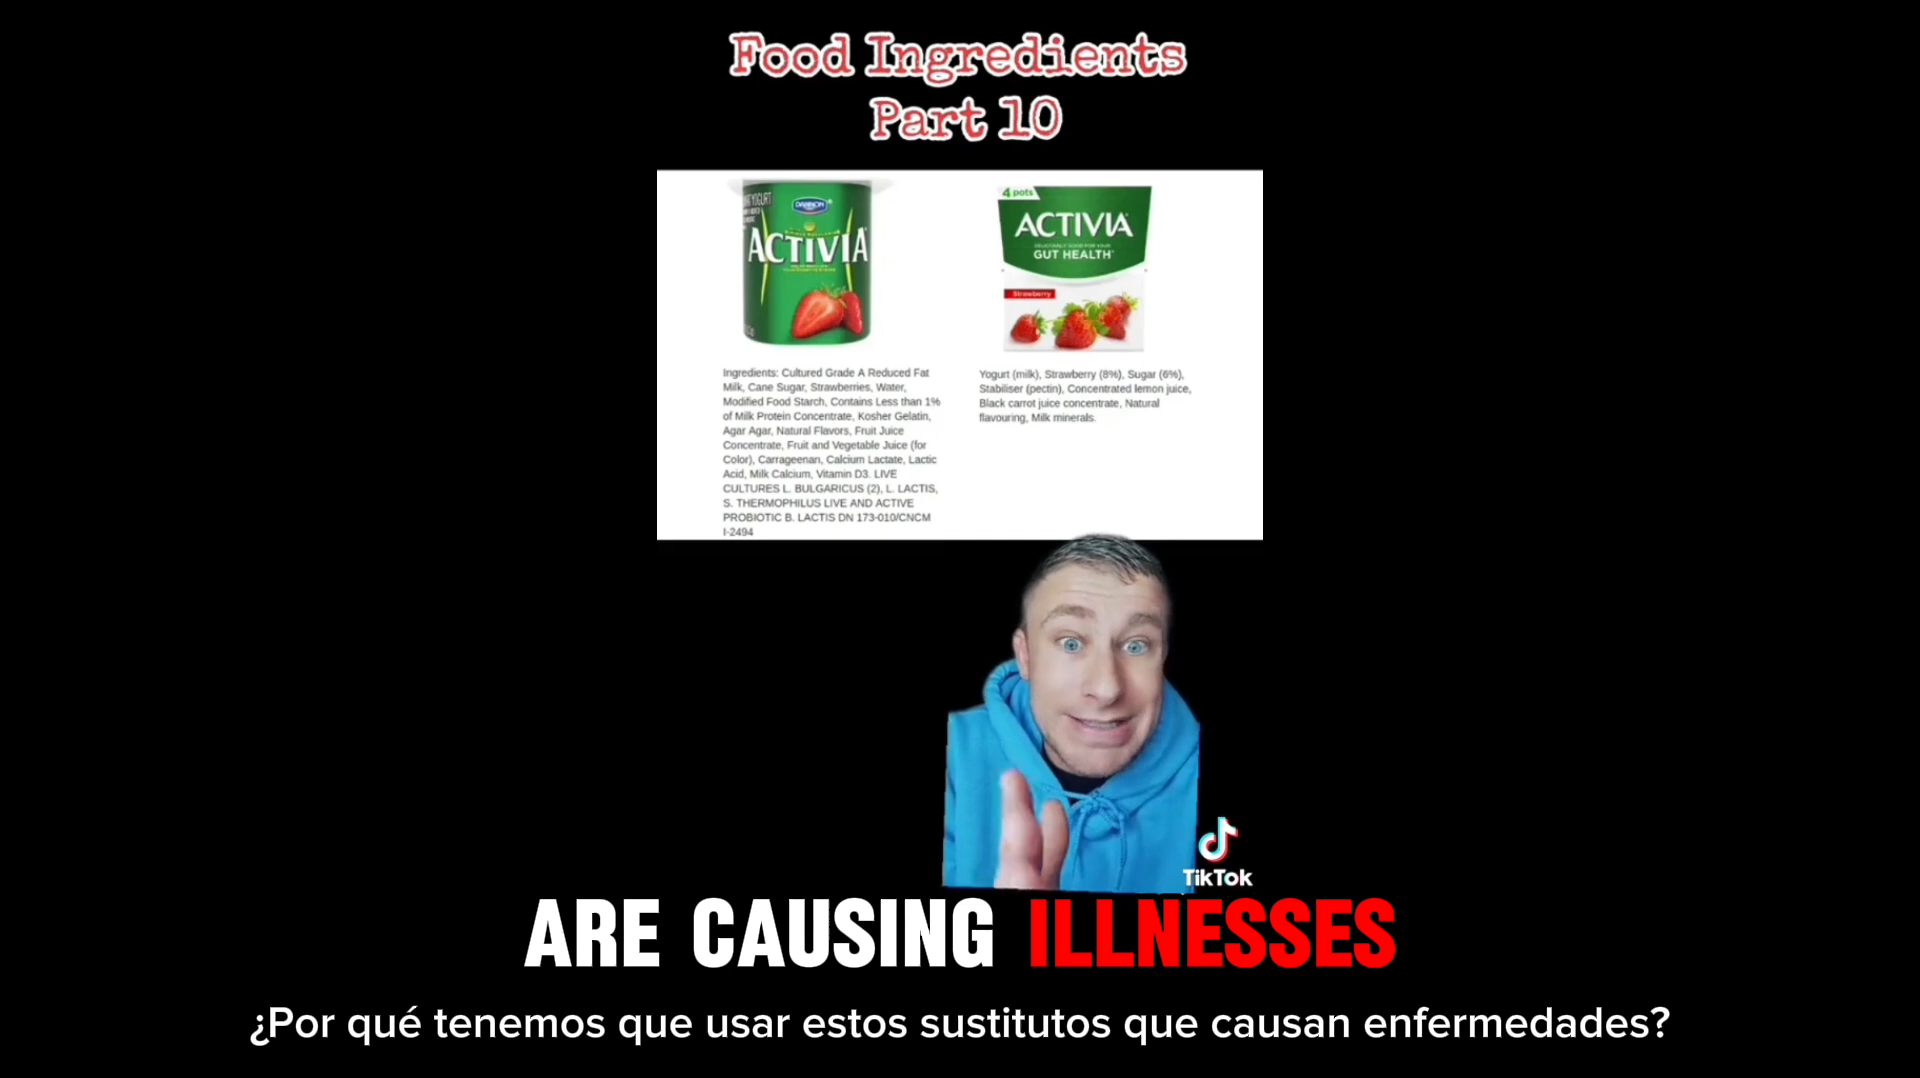 Food Ingredients
Part 10
DANNON
ACTIVIA
4 pots
ACTIVIA
GUT HEALTH
Strawberry
Ingredients: Cultured Grade A Reduced Fat
Milk, Cane Sugar, Strawberries, Water,
Modified Food Starch, Contains Less than 1%
of Milk Protein Concentrate, Kosher Gelatin,
Agar Agar, Natural Flavors, Fruit Juice
Concentrate, Fruit and Vegetable Juice (for
Color), Carrageenan, Calcium Lactate, Lactic
Acid, Milk Calcium, Vitamin D3. LIVE
CULTURES L. BULGARICUS (2), L. LACTIS,
S. THERMOPHILUS LIVE AND ACTIVE
PROBIOTIC B. LACTIS DN 173-010/CNCM
I-2494
Yogurt (milk), Strawberry (8%), Sugar (6%),
Stabiliser (pectin), Concentrated lemon juice,
Black carrot juice concentrate, Natural
flavouring, Milk minerals.
TikTok
ARE CAUSING ILLNESSES
¿Por qué tenemos que usar estos sustitutos que causan enfermedades?